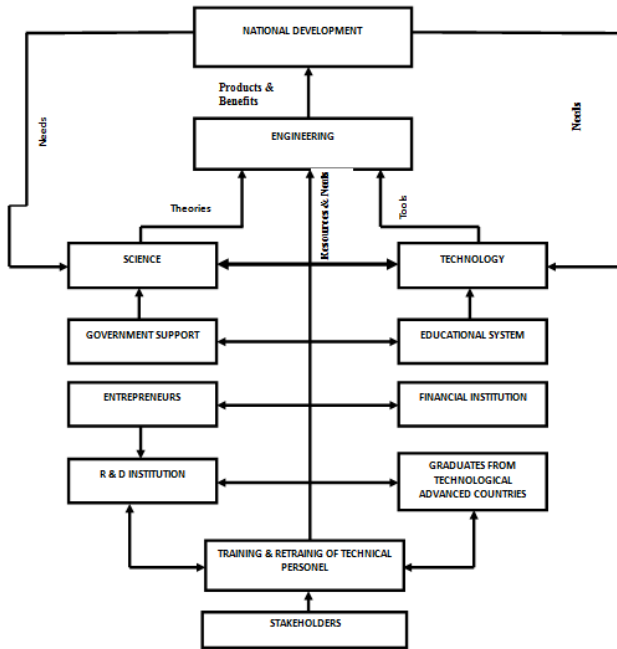 NATIONAL DEVELOPMENT
Products &
Benefits
Needs
Needs
ENGINEERING
Theories
Resources & Needs
Tools
SCIENCE
TECHNOLOGY
GOVERNMENT SUPPORT
EDUCATIONAL SYSTEM
ENTREPRENEURS
FINANCIAL INSTITUTION
R & D INSTITUTION
GRADUATES FROM
TECHNOLOGICAL
ADVANCED COUNTRIES
TRAINING & RETRAINIG OF TECHNICAL
PERSONEL
STAKEHOLDERS